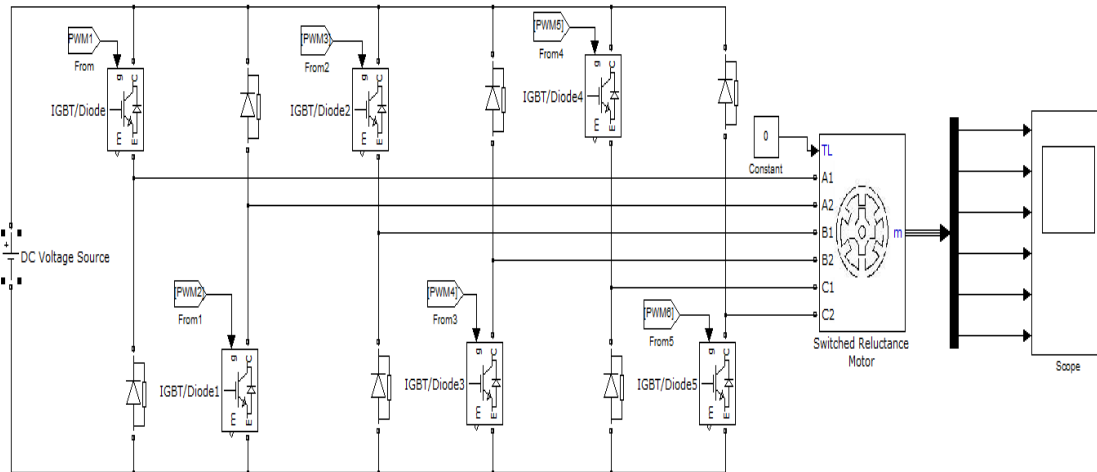 PWM1
From
g
C
E
E
IGBT/Diode
[PWM3]
From2
g
C
E
E
IGBT/Diode2
[PWM5]
From4
g
C
E
E
IGBT/Diode4
0
Constant
TL
A1
A2
B1
B2
C1
C2
m
Switched Reluctance
Motor
Scope
+
DC Voltage Source
[PWM2]
From1
g
C
E
E
IGBT/Diode1
[PWM4]
From3
g
C
E
E
IGBT/Diode3
[PWM6]
From5
g
C
E
E
IGBT/Diode5